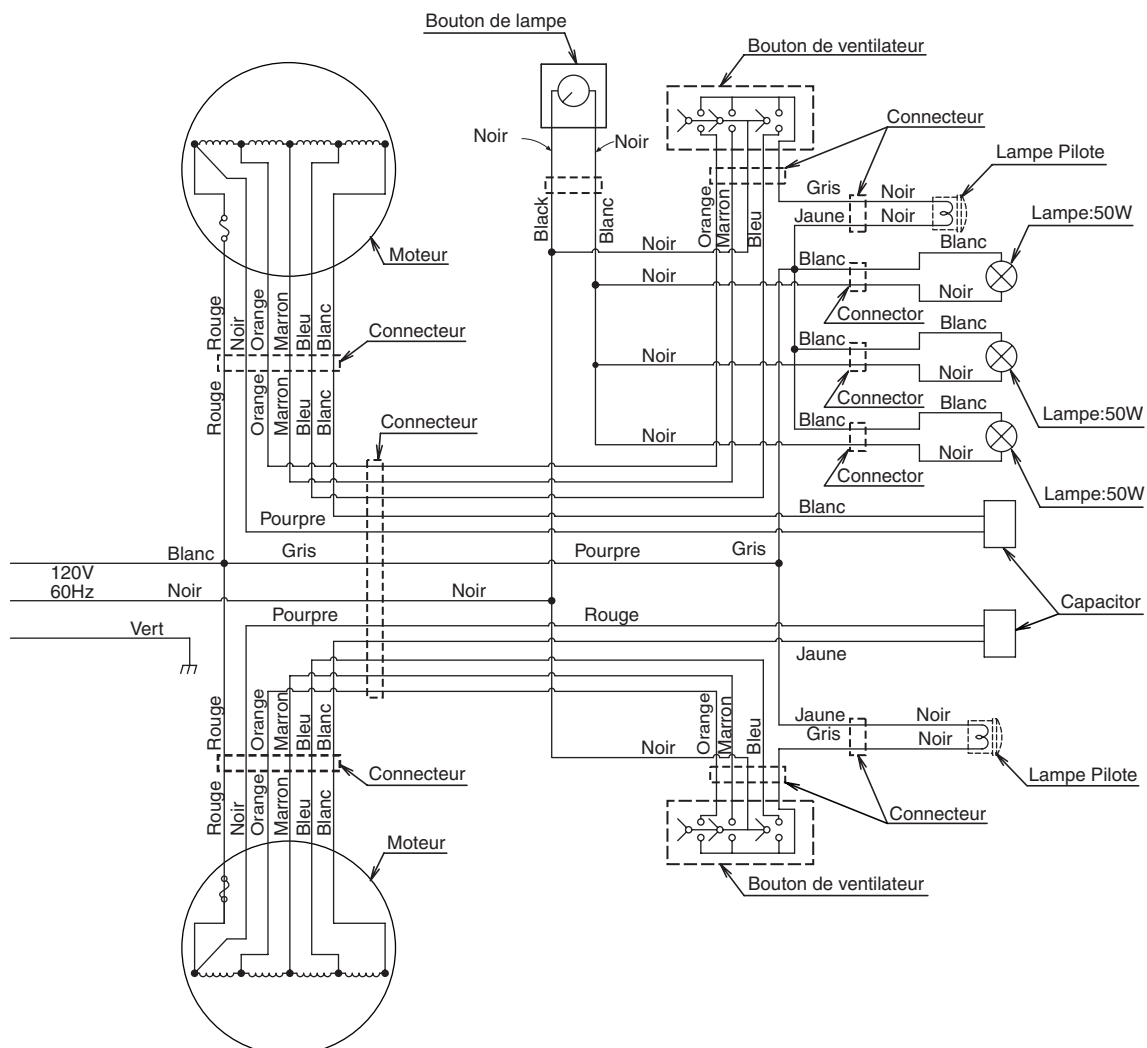 Bouton de lampe
Bouton de ventilateur
Connecteur
Lampe Pilote
Noir
Noir
Gris
Noir
Jaune
Noir
Lampe:50W
Black
Blanc
Orange
Marron
Bleu
Noir
Blanc
Blanc
Moteur
Noir
Noir
Connector
Rouge
Noir
Orange
Marron
Bleu
Blanc
Connecteur
Noir
Blanc
Blanc
Noir
Connector
Lampe:50W
Rouge
Orange
Marron
Bleu
Blanc
Connecteur
Noir
Blanc
Blanc
Noir
Connector
Lampe:50W
Blanc
Pourpre
Blanc
Gris
Pourpre
Gris
120V
60Hz
Noir
Noir
Capacitor
Vert
Pourpre
Rouge
Jaune
Rouge
Orange
Marron
Bleu
Blanc
Orange
Marron
Bleu
Jaune
Noir
Gris
Noir
Noir
Connecteur
Lampe Pilote
Rouge
Noir
Orange
Marron
Bleu
Blanc
Connecteur
Moteur
Bouton de ventilateur